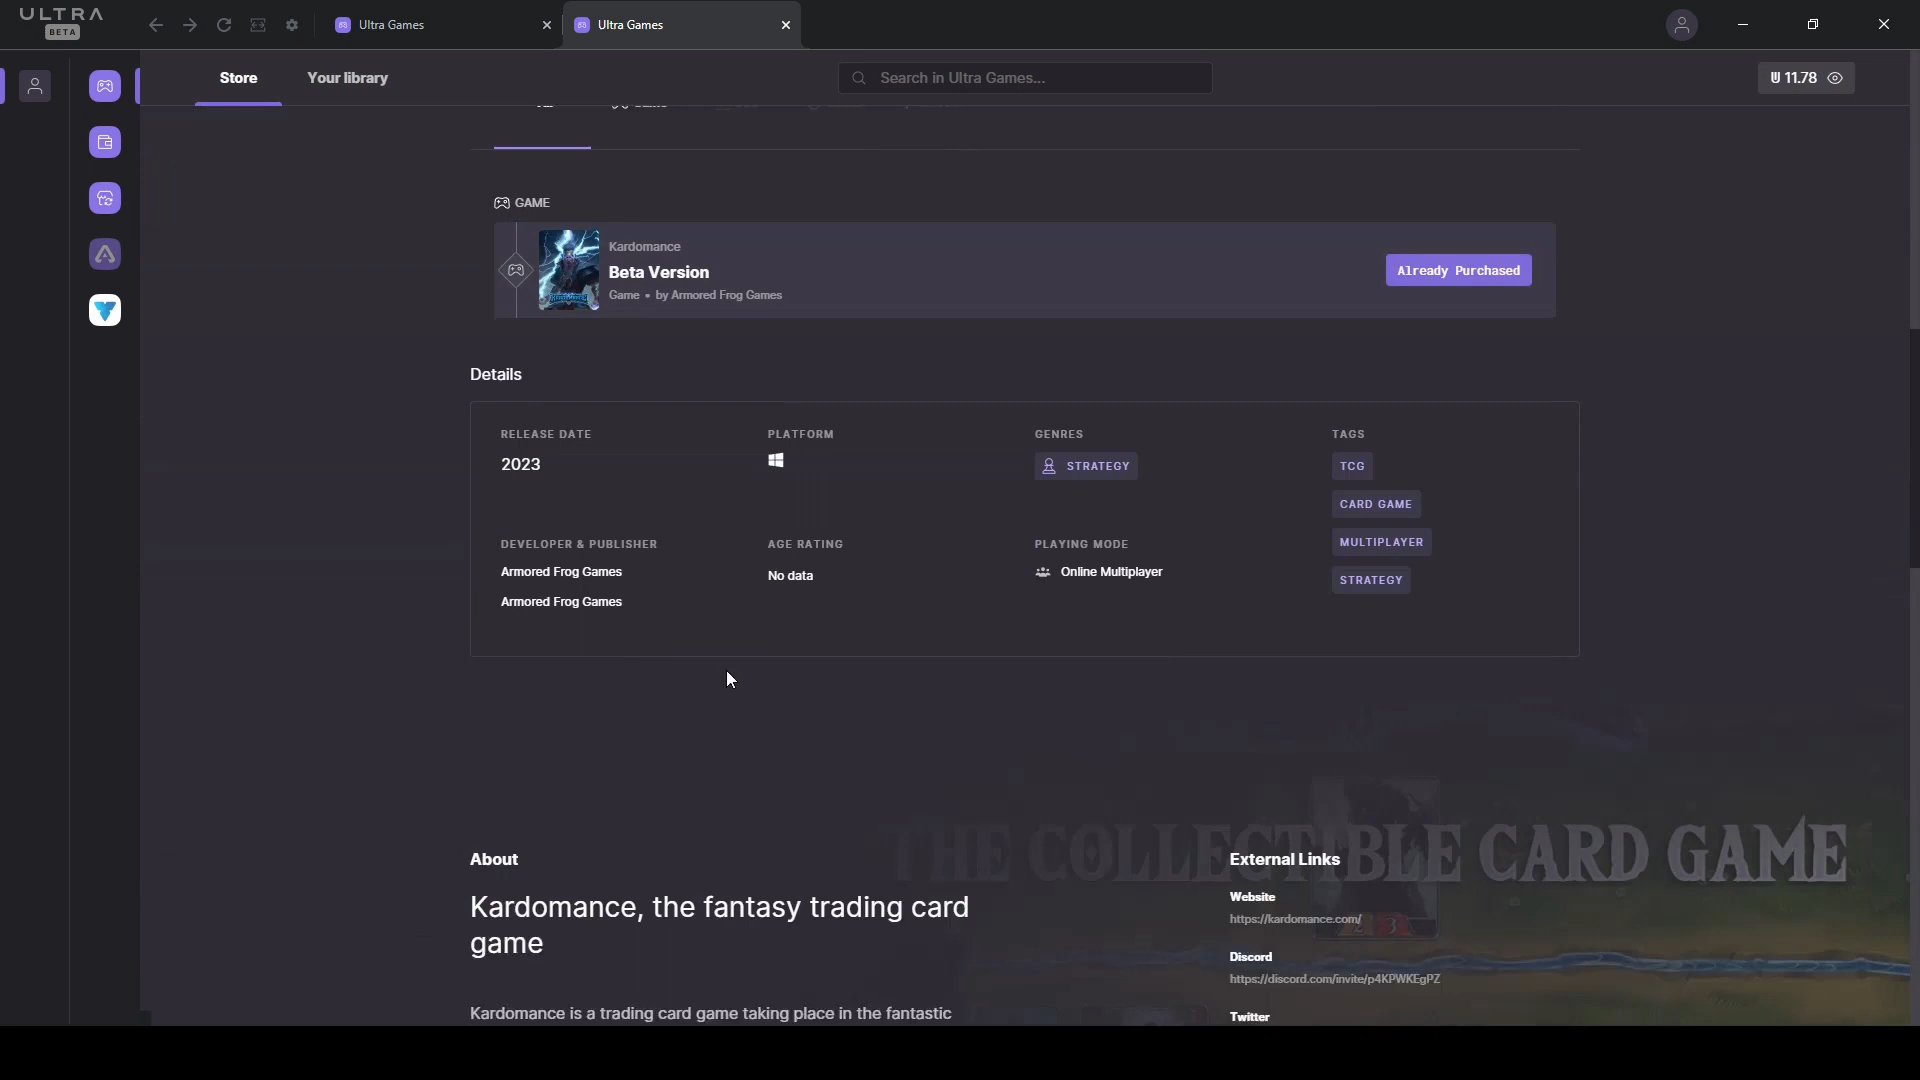 ULTRA
BETA
Ultra Games
Ultra Games
Store
Your library
Search in Ultra Games...
11.78
GAME
Kardomance
Beta Version
Game • by Armored Frog Games
Already Purchased
Details
RELEASE DATE
PLATFORM
GENRES
TAGS
2023
STRATEGY
TCG
CARD GAME
MULTIPLAYER
STRATEGY
DEVELOPER & PUBLISHER
AGE RATING
PLAYING MODE
Armored Frog Games
No data
Online Multiplayer
Armored Frog Games
THE COLLECTIBLE CARD GAME
About
External Links
Kardomance, the fantasy trading card
game
Website
https://kardomance.com/
Discord
https://discord.com/invite/p4KPWKEgPZ
Kardomance is a trading card game taking place in the fantastic
Twitter